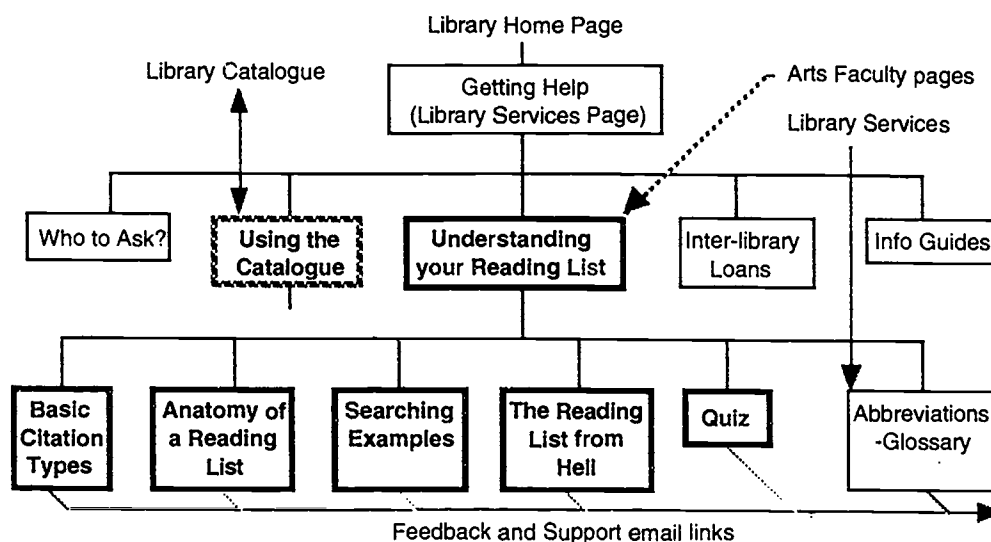 Library Home Page
Library Catalogue
Getting Help
(Library Services Page)
Arts Faculty pages
Library Services
Who to Ask?
Using the
Catalogue
Understanding
your Reading List
Inter-library
Loans
Info Guides
Basic
Citation
Types
Anatomy of
a Reading
List
Searching
Examples
The Reading
List from
Hell
Quiz
Abbreviations
-Glossary
Feedback and Support email links